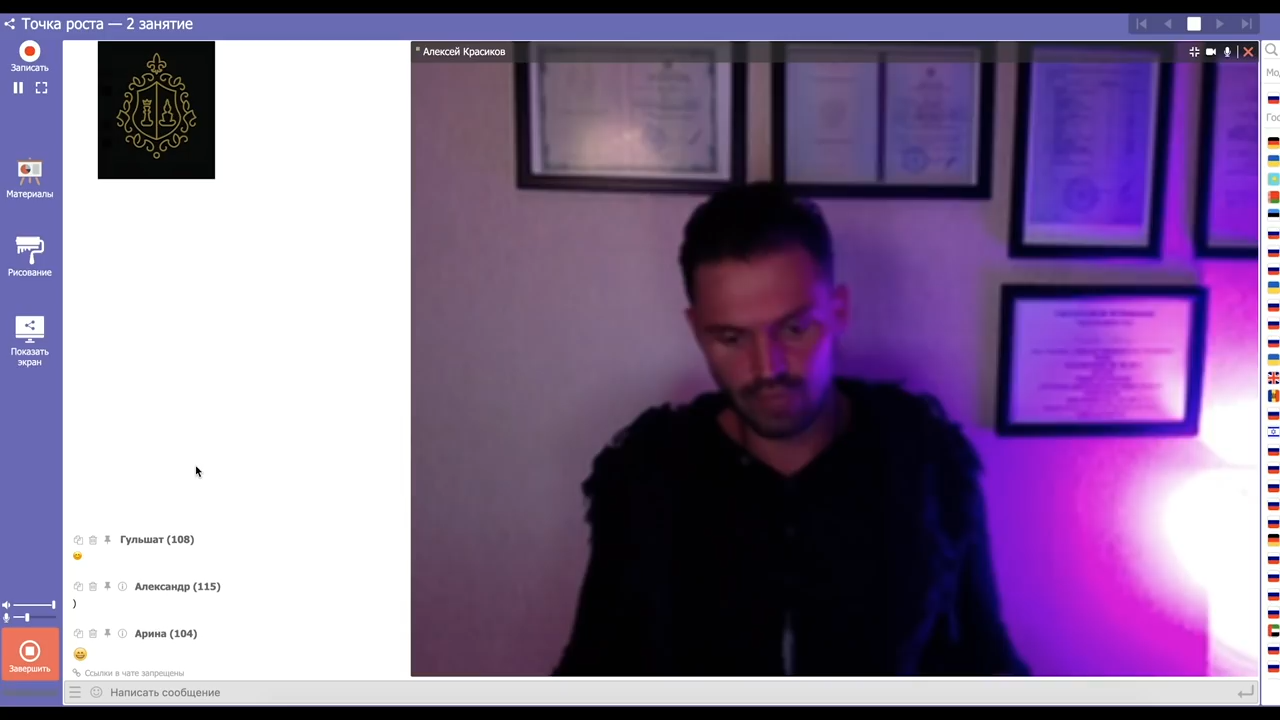 Точка роста — 2 занятие
Записать
Материалы
Рисование
Показать
экран
Завершить
Алексей Красиков
Гульшат (108)
Александр (115)
)
Арина (104)
Ссылки в чате запрещены
Написать сообщение